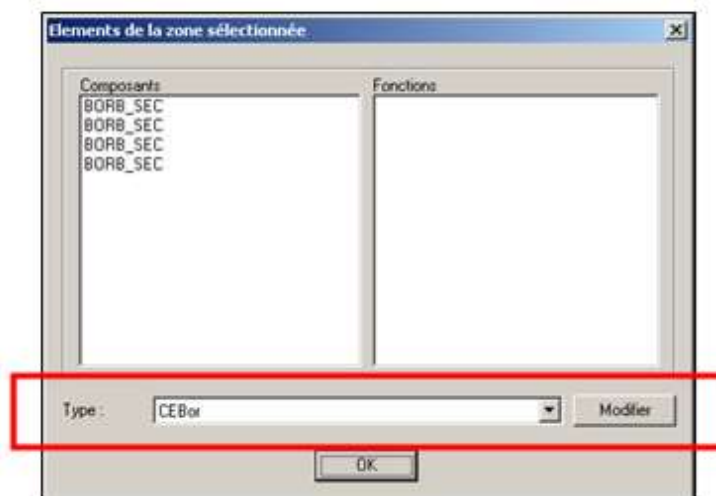 Elements de la zone sélectionnée
Composants
BORB_SEC
BORB_SEC
BORB_SEC
BORB_SEC
Fonctions
Type :
CEBor
Modifier
OK